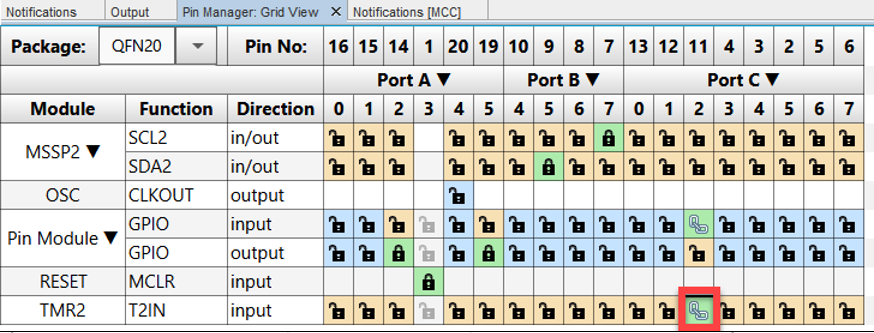 Notifications Output Pin Manager: Grid View × Notifications [MCC]
Package: QFN20 Pin No: 16 15 14 1 20 19 10 9 8 7 13 12 11 4 3 2 5 6
Port A ▼ Port B ▼ Port C ▼
Module Function Direction 0 1 2 3 4 5 4 5 6 7 0 1 2 3 4 5 6 7
MSSP2 ▼ SCL2 in/out
SDA2 in/out
OSC CLKOUT output
Pin Module ▼ GPIO input
GPIO output
RESET MCLR input
TMR2 T2IN input